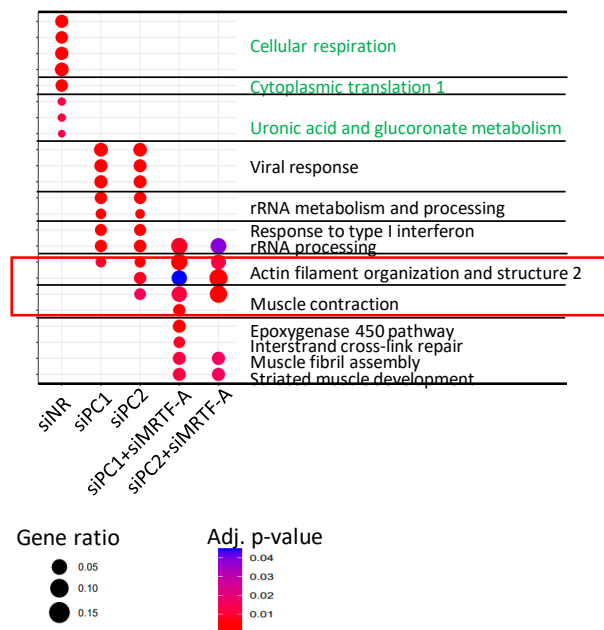 Cellular respiration
Cytoplasmic translation 1
Uronic acid and glucoronate metabolism
Viral response
rRNA metabolism and processing
Response to type I interferon
rRNA processing
Actin filament organization and structure 2
Muscle contraction
Epoxygenase 450 pathway
Interstrand cross-link repair
Muscle fibril assembly
Striated muscle development
siNR
siPC1
siPC2
siPC1+siMRTF-A
siPC2+siMRTF-A
Gene ratio
0.05
0.10
0.15
Adj. p-value
0.04
0.03
0.02
0.01